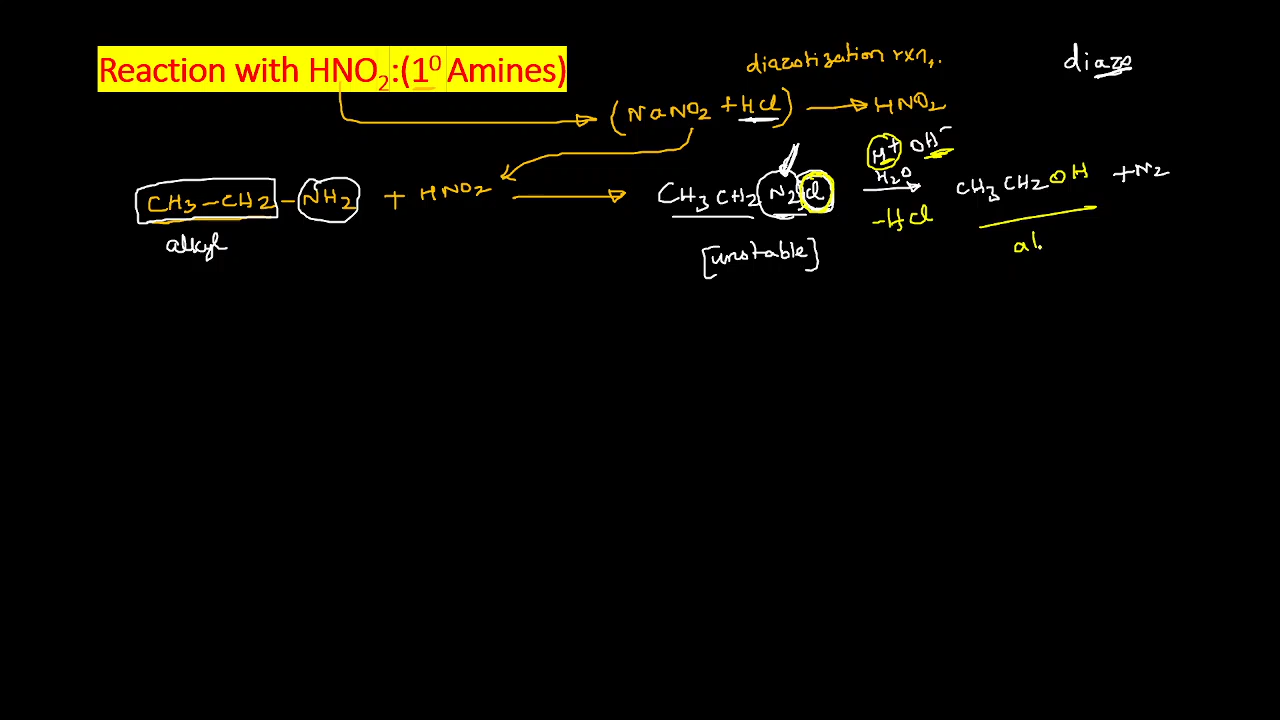 Reaction with HNO₂:(1⁰ Amines)
diazotization rxn.
diazo
(NaNO₂ + HCl) → HNO₂
H⁺ OH⁻
CH₃-CH₂-NH₂ + HNO₂ → CH₃CH₂N₂Cl H₂O → CH₃CH₂OH + N₂
-HCl
alkyl
[unstable]
al.